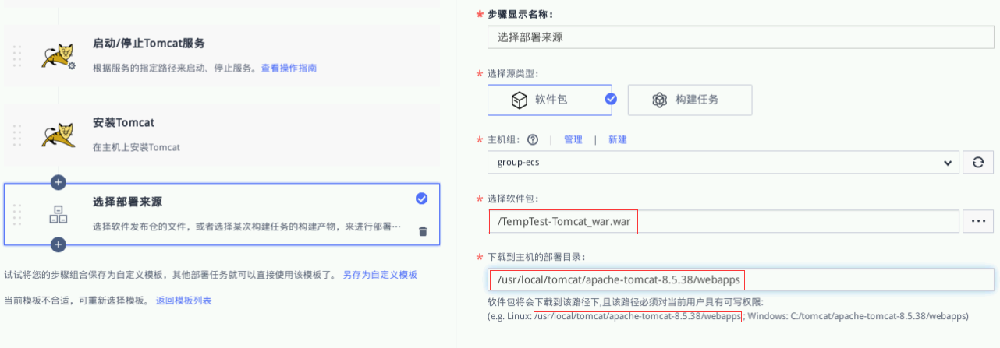 启动/停止Tomcat服务
根据服务的指定路径来启动、停止服务。查看操作指南
安装Tomcat
在主机上安装Tomcat
选择部署来源
选择软件发布仓的文件，或者选择某次构建任务的构建产物，来进行部署…
试试将您的步骤组合保存为自定义模板，其他部署任务就可以直接使用该模板了。 另存为自定义模板
当前模板不合适，可重新选择模板。 返回模板列表
* 步骤显示名称：
选择部署来源
* 选择源类型：
软件包 构建任务
* 主机组： | 管理 | 新建
group-ecs
* 选择软件包：
/TempTest-Tomcat_war.war
* 下载到主机的部署目录：
/usr/local/tomcat/apache-tomcat-8.5.38/webapps
软件包将会下载到该路径下,且该路径必须对当前用户具有可写权限:
(e.g. Linux: /usr/local/tomcat/apache-tomcat-8.5.38/webapps; Windows: C:/tomcat/apache-tomcat-8.5.38/webapps)